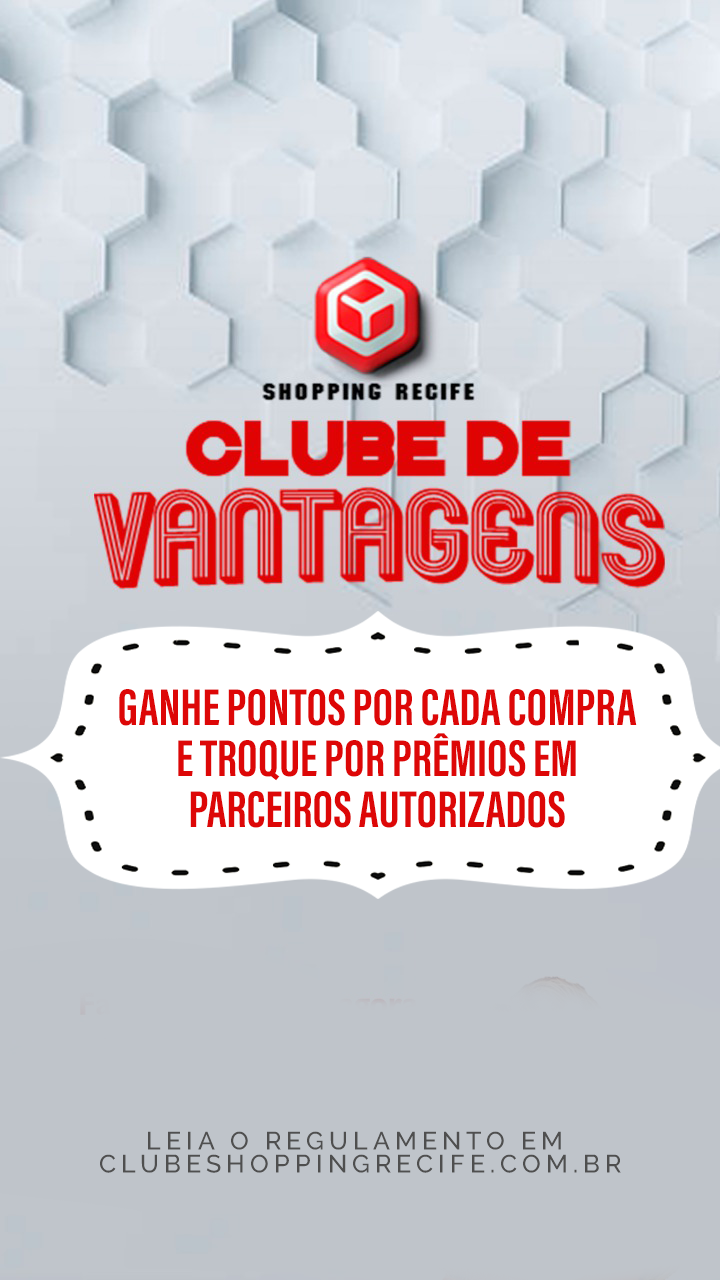 SHOPPING RECIFE
CLUBE DE
VANTAGENS
GANHE PONTOS POR CADA COMPRA
E TROQUE POR PRÊMIOS EM
PARCEIROS AUTORIZADOS
LEIA O REGULAMENTO EM
CLUBESHOPPINGRECIFE.COM.BR